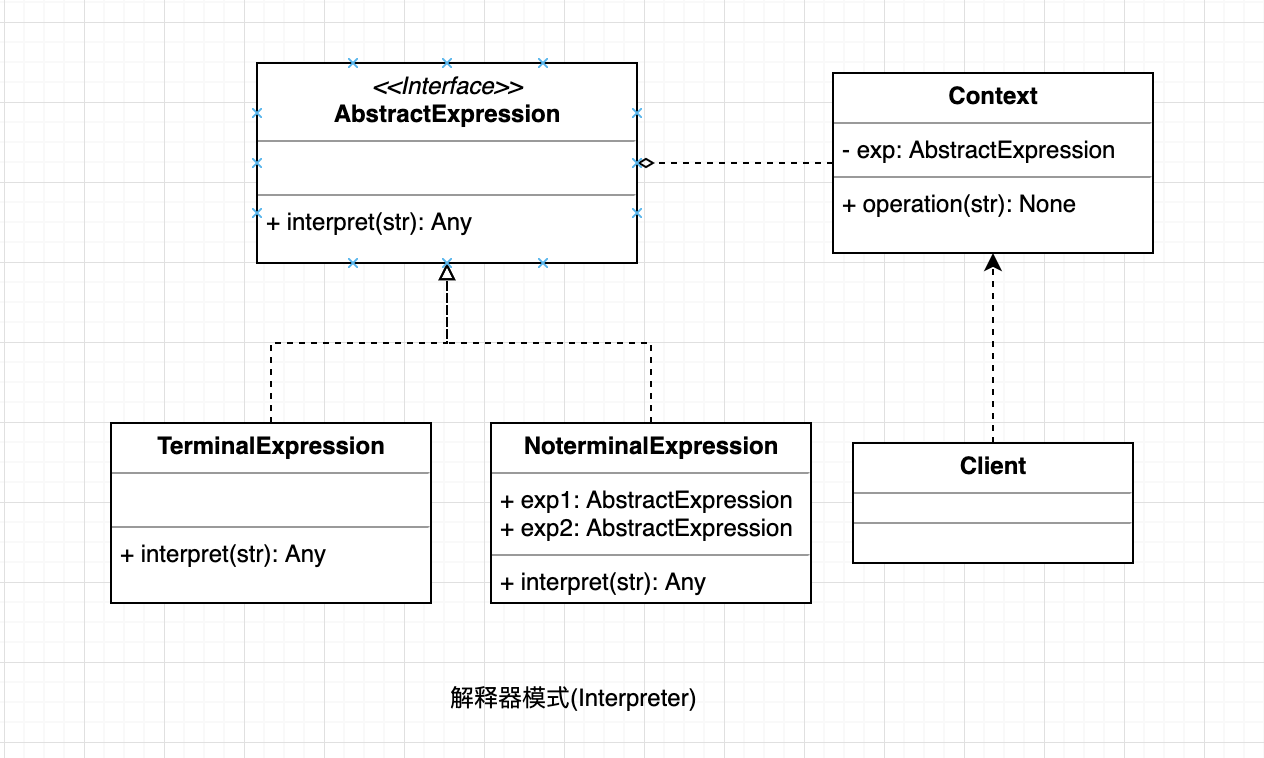 <<Interface>>
AbstractExpression
+ interpret(str): Any
Context
- exp: AbstractExpression
+ operation(str): None
TerminalExpression
+ interpret(str): Any
NoterminalExpression
+ exp1: AbstractExpression
+ exp2: AbstractExpression
+ interpret(str): Any
Client
解释器模式(Interpreter)